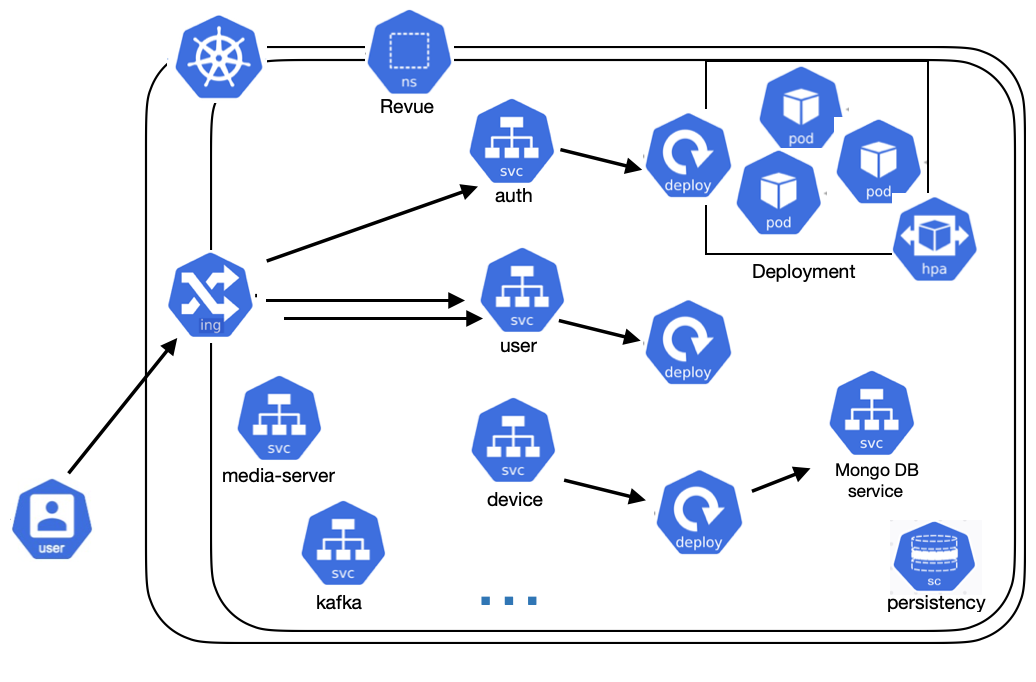 ns
Revue
svc
auth
deploy
pod
pod
pod
hpa
Deployment
ing
svc
user
deploy
svc
media-server
svc
device
svc
Mongo DB
service
user
deploy
svc
kafka
sc
persistency